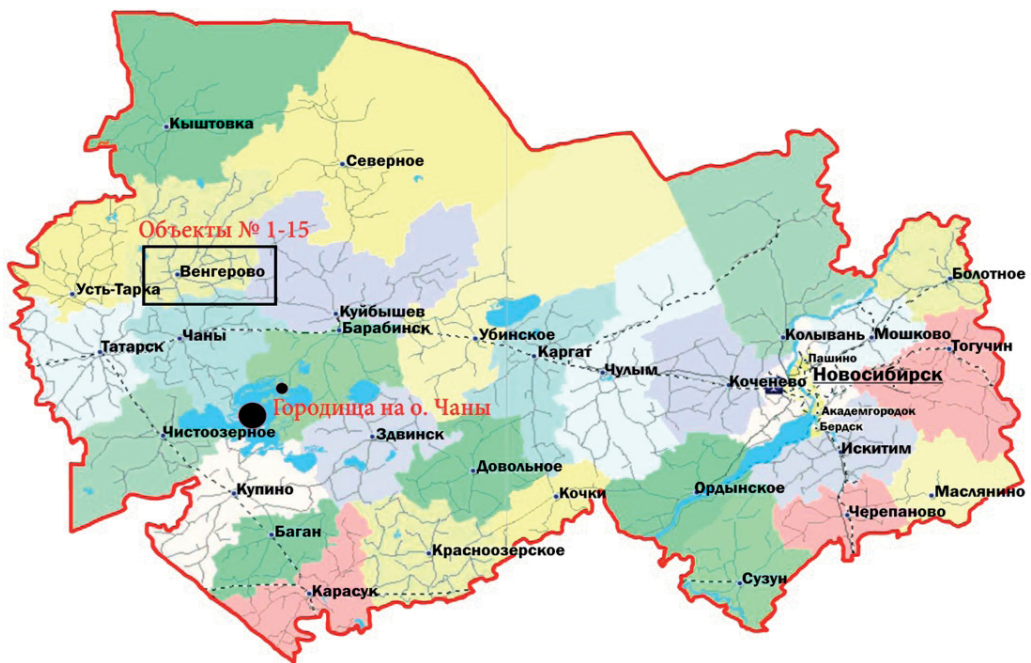 Кыштовка
Северное
Объекты № 1-15
Венгерово
Усть-Тарка
Болотное
Куйбышев
Барабинск
Чаны
Убинское
Колывань
Мошково
Татарск
Каргат
Тогучин
Пашино
Чулым
Новосибирск
Коченево
Городища на о. Чаны
Академгородок
Бердск
Чистоозерное
Здвинск
Искитим
Довольное
Купино
Кочки
Ордынское
Маслянино
Черепаново
Баган
Красноозерское
Сузун
Карасук